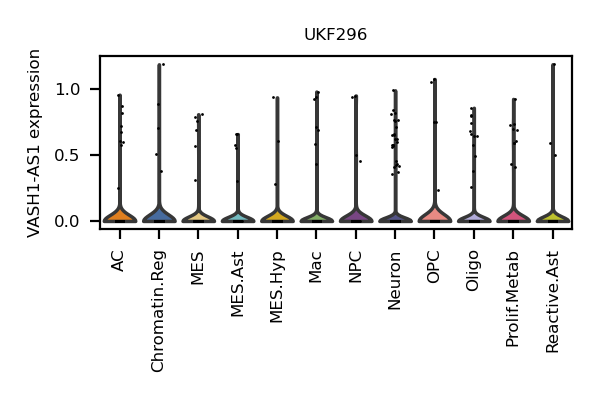 UKF296
VASH1-AS1 expression
1.0
0.5
0.0
AC
Chromatin.Reg
MES
MES.Ast
MES.Hyp
Mac
NPC
Neuron
OPC
Oligo
Prolif.Metab
Reactive.Ast